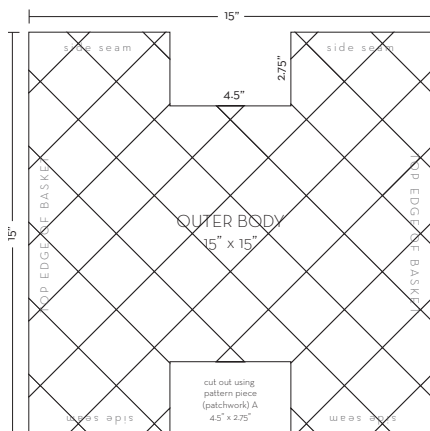 15"
side seam
side seam
2.75"
4.5"
TOP EDGE OF BASKET
TOP EDGE OF BASKET
15"
OUTER BODY
15" x 15"
cut out using
pattern piece
(patchwork) A
4.5" x 2.75"
side seam
side seam